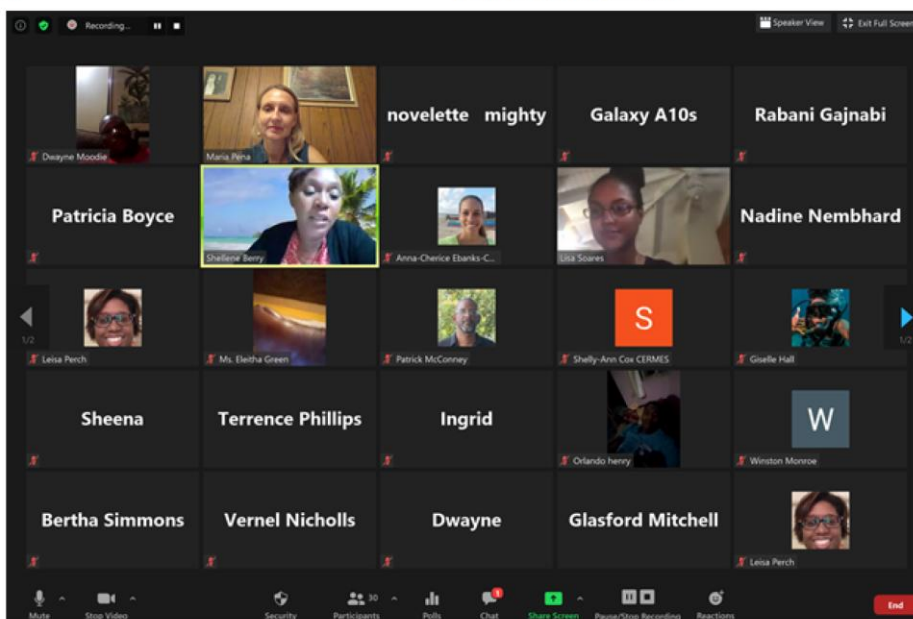 Recording...
Speaker View
Exit Full Screen
Dwayne Moodie
Maria Pena
novelette mighty
Galaxy A10s
Rabani Gajnabi
Patricia Boyce
Shellene Berry
Anna-Cherice Ebanks-C...
Lisa Soares
Nadine Nembhard
1/2
Leisa Perch
Ms. Eleitha Green
Patrick McConney
S
Shelly-Ann Cox CERMES
Giselle Hall
1/2
Sheena
Terrence Phillips
Ingrid
Orlando henry
W
Winston Monroe
Bertha Simmons
Vernel Nicholls
Dwayne
Glasford Mitchell
Leisa Perch
Mute
Stop Video
Security
Participants
30
Polls
Chat
1
Share Screen
Pause/Stop Recording
Reactions
End